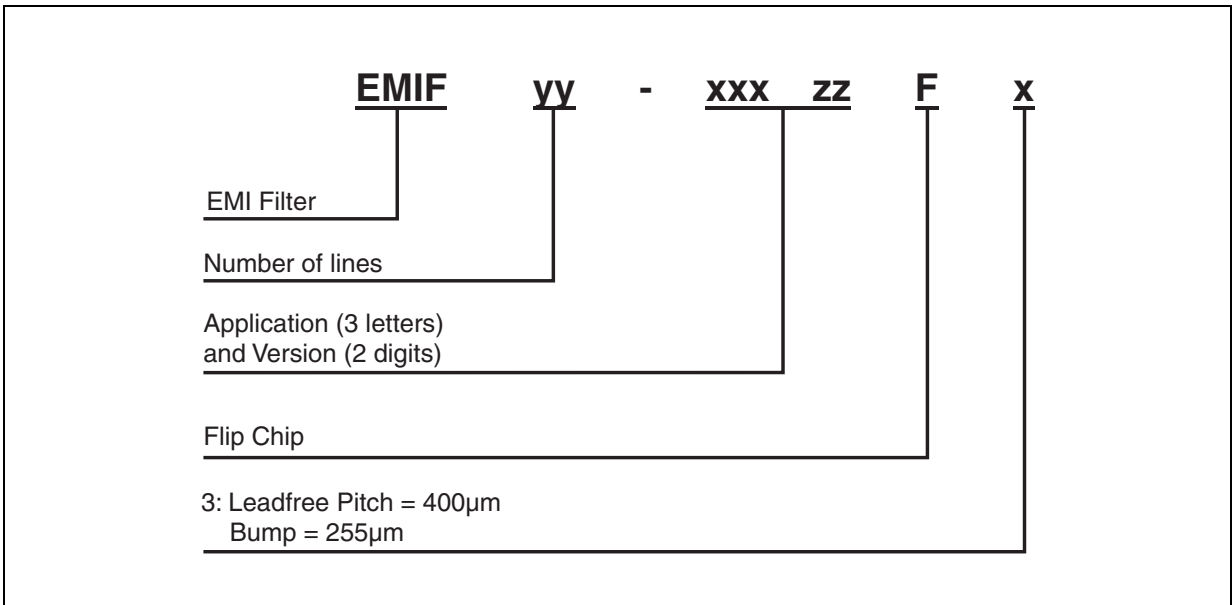 EMIF yy - xxx zz F x
EMI Filter
Number of lines
Application (3 letters)
and Version (2 digits)
Flip Chip
3: Leadfree Pitch = 400µm
Bump = 255µm